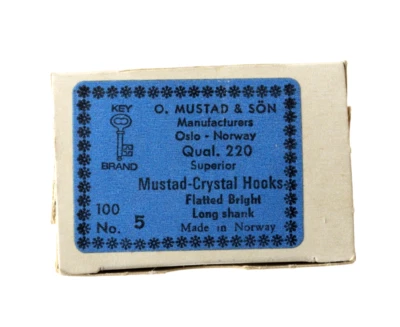 KEY
BRAND
O. MUSTAD & SÖN
Manufacturers
Oslo - Norway
Qual. 220
Superior
Mustad-Crystal Hooks
Flatted Bright
Long shank
100
No. 5
Made in Norway